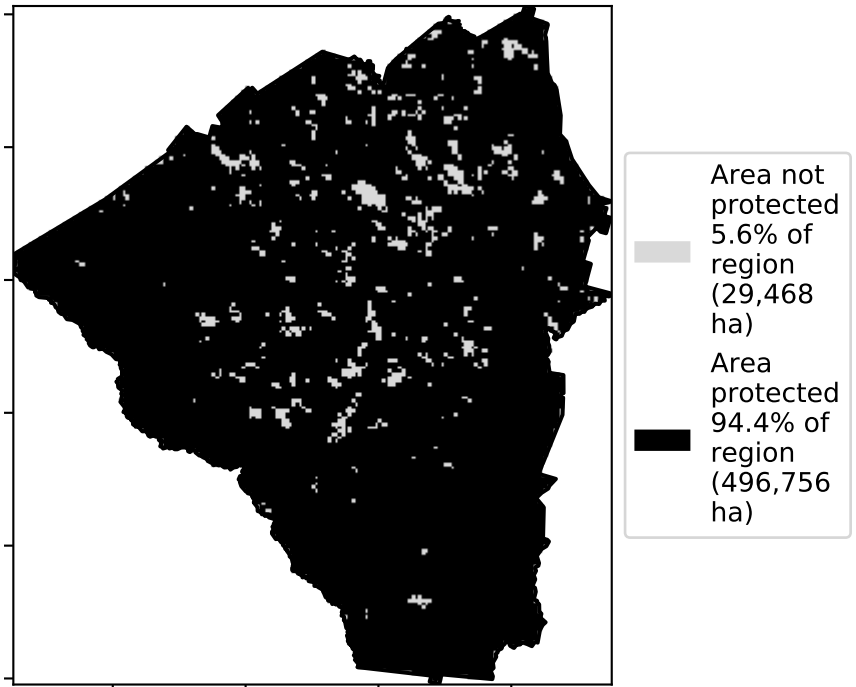 Area not
protected
5.6% of
region
(29,468
ha)
Area
protected
94.4% of
region
(496,756
ha)